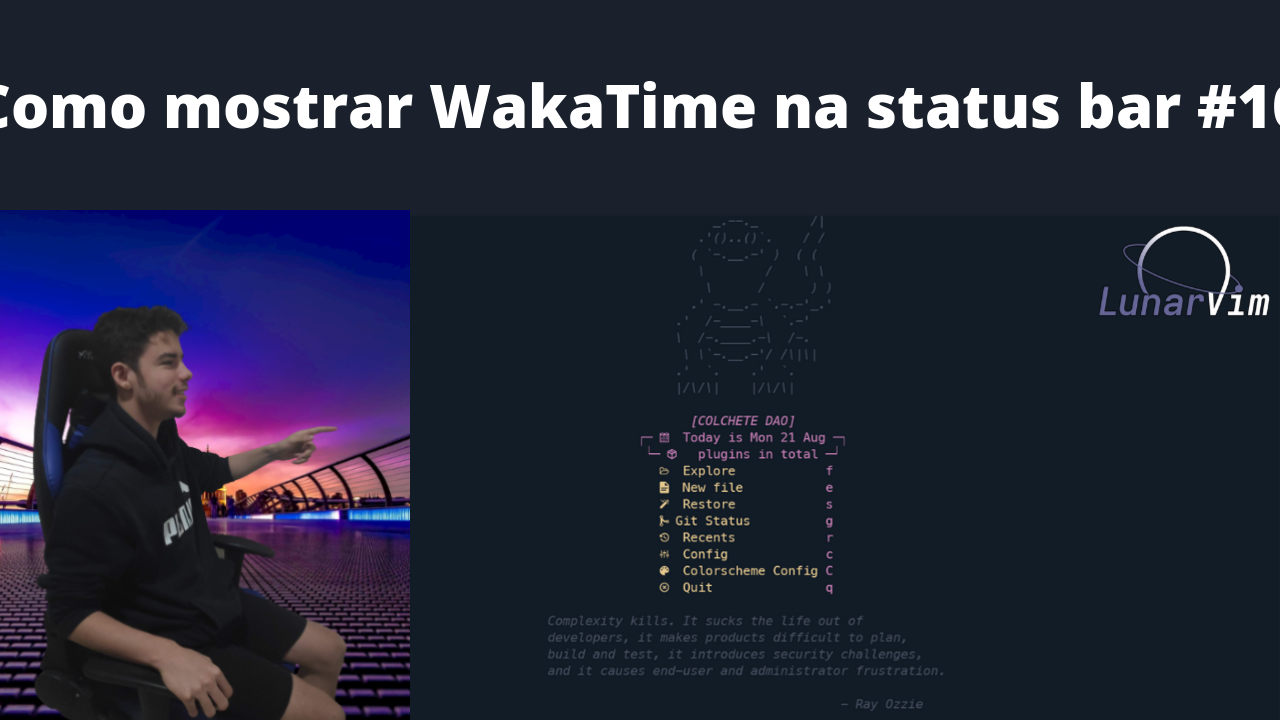 Como mostrar WakaTime na status bar #10
LunarVim
[COLCHETE DAO]
Today is Mon 21 Aug
plugins in total
Explore f
New file e
Restore s
Git Status g
Recents r
Config c
Colorscheme Config C
Quit q
Complexity kills. It sucks the life out of
developers, it makes products difficult to plan,
build and test, it introduces security challenges,
and it causes end-user and administrator frustration.
— Ray Ozzie